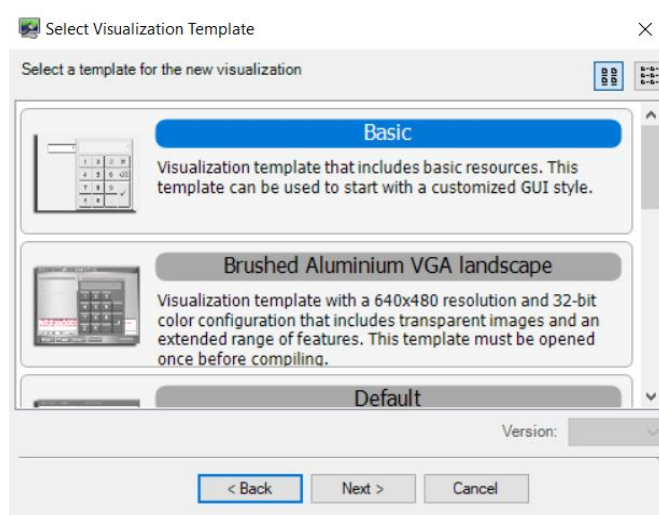 Select Visualization Template
Select a template for the new visualization
Basic
Visualization template that includes basic resources. This
template can be used to start with a customized GUI style.
Brushed Aluminium VGA landscape
Visualization template with a 640x480 resolution and 32-bit
color configuration that includes transparent images and an
extended range of features. This template must be opened
once before compiling.
Default
Version:
< Back Next > Cancel